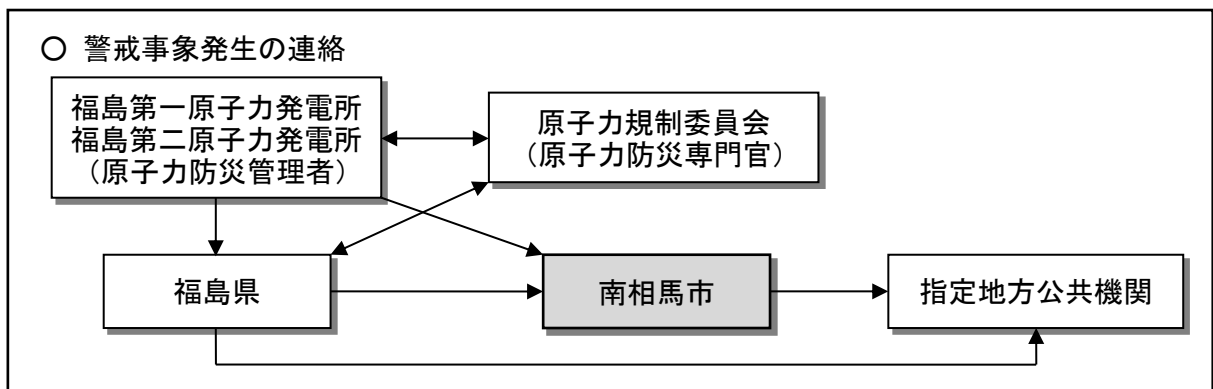 ○ 警戒事象発生の連絡
福島第一原子力発電所
福島第二原子力発電所
（原子力防災管理者）
原子力規制委員会
（原子力防災専門官）
福島県
南相馬市
指定地方公共機関